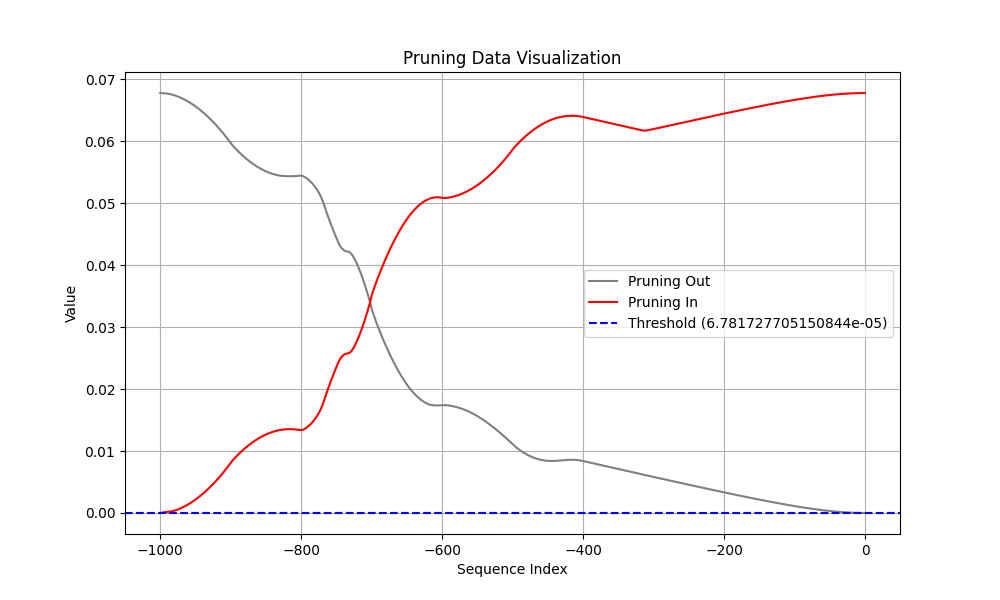 Pruning Data Visualization
0.07
0.06
0.05
0.04
0.03
0.02
0.01
0.00
Value
Pruning Out
Pruning In
Threshold (6.781727705150844e-05)
−1000 −800 −600 −400 −200 0
Sequence Index